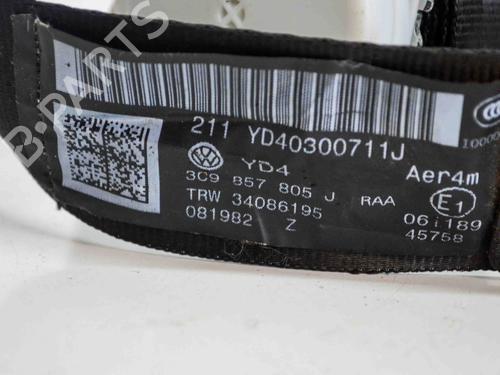 B-PARTS
211 YD40300711J
YD4
3C9 857 805 J RAA
TRW 34086195
081982 Z
Aer4m
E1
06i189
45758